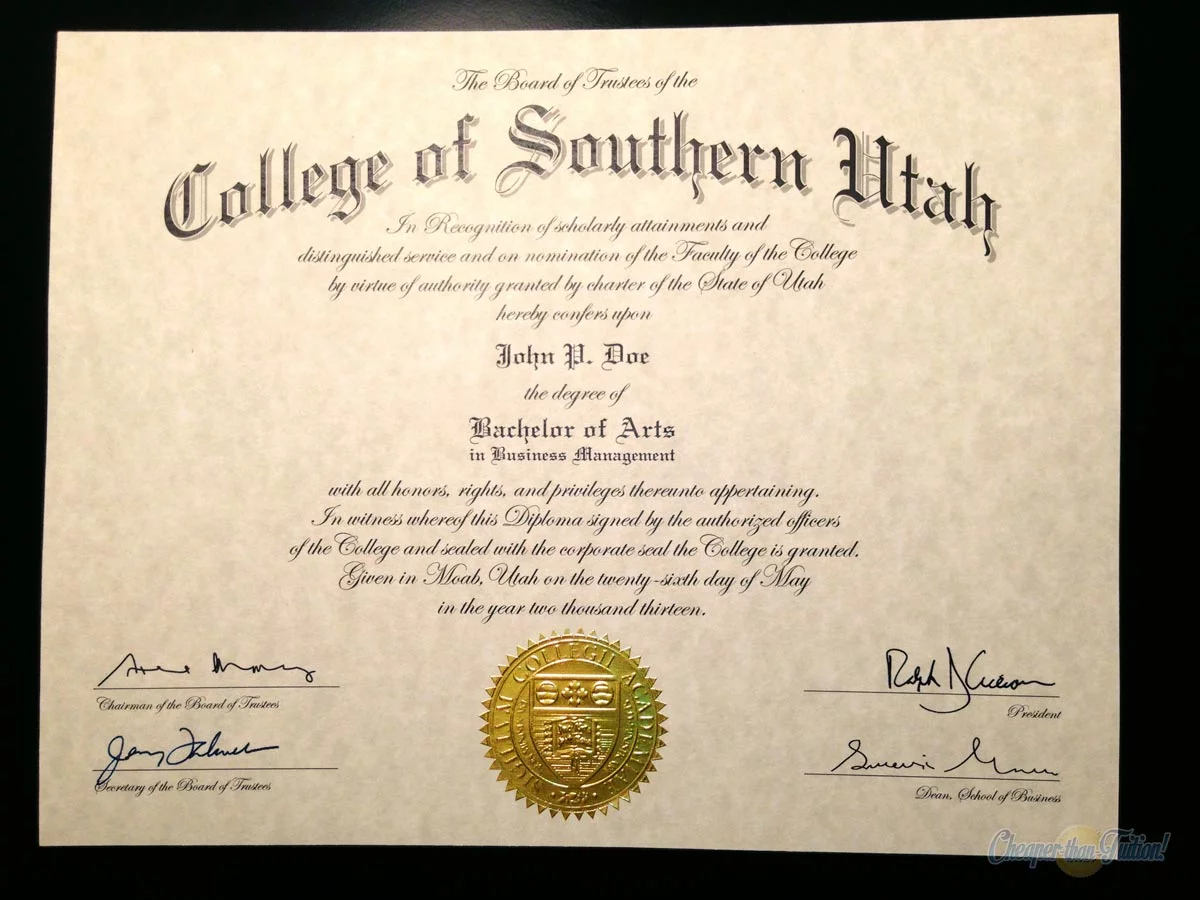 The Board of Trustees of the
College of Southern Utah
In Recognition of scholarly attainments and
distinguished service and on nomination of the Faculty of the College
by virtue of authority granted by charter of the State of Utah
hereby confers upon
John P. Doe
the degree of
Bachelor of Arts
in Business Management
with all honors, rights, and privileges thereunto appertaining.
In witness whereof this Diploma signed by the authorized officers
of the College and sealed with the corporate seal the College is granted.
Given in Moab, Utah on the twenty-sixth day of May
in the year two thousand thirteen.
Chairman of the Board of Trustees
Secretary of the Board of Trustees
SIGILLUM COLLEGII ACADEMIA
Ralph
President
Dean, School of Business
Cheaper-than-Tuition!